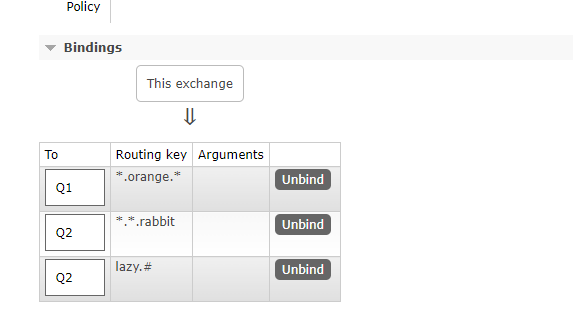 Policy
Bindings
This exchange
⇓
To Routing key Arguments
Q1 *.orange.* Unbind
Q2 *.*.rabbit Unbind
Q2 lazy.# Unbind